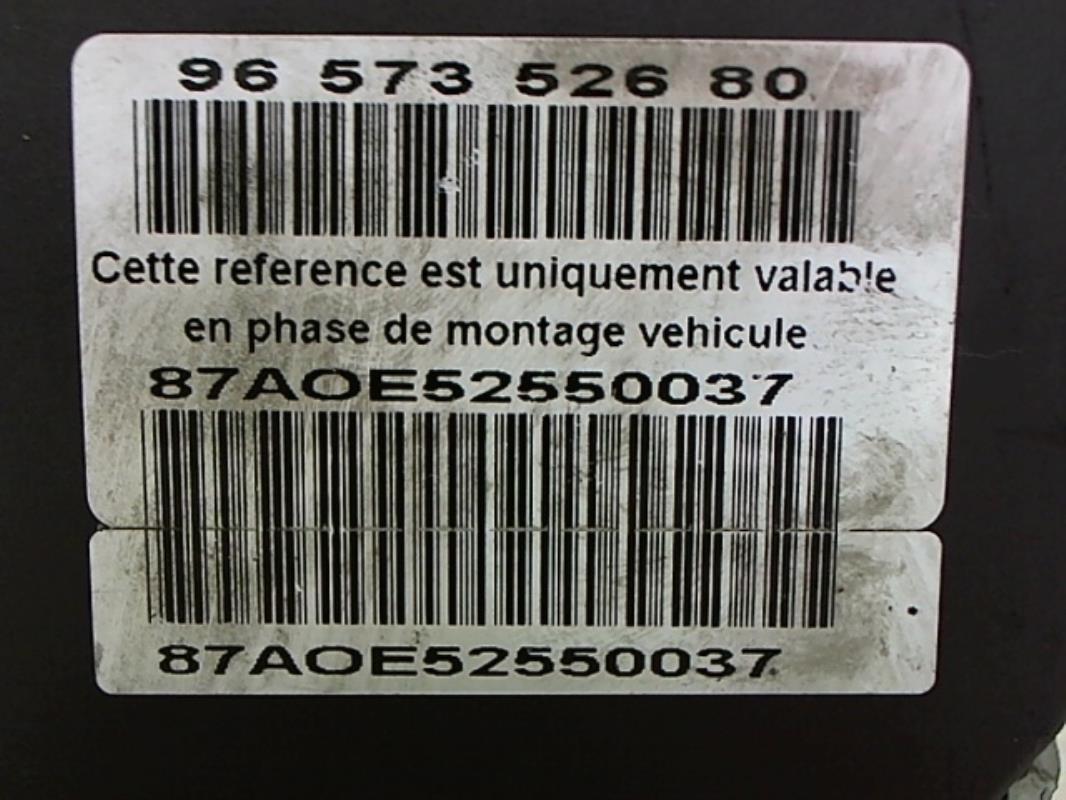 96 573 526 80
Cette reference est uniquement valable
en phase de montage vehicule
87AOE52550037
87AOE52550037